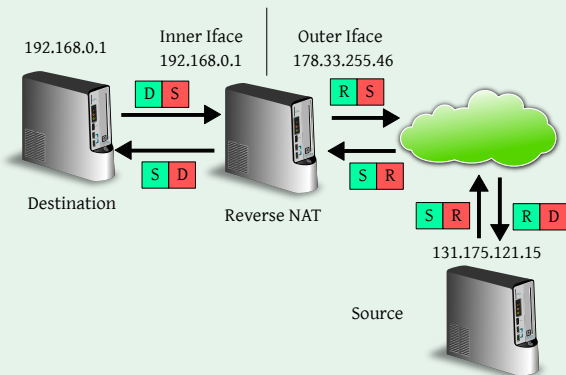 Inner Iface
Outer Iface
192.168.0.1
192.168.0.1
178.33.255.46
D S
R S
S D
S R
Destination
Reverse NAT
S R
R D
131.175.121.15
Source